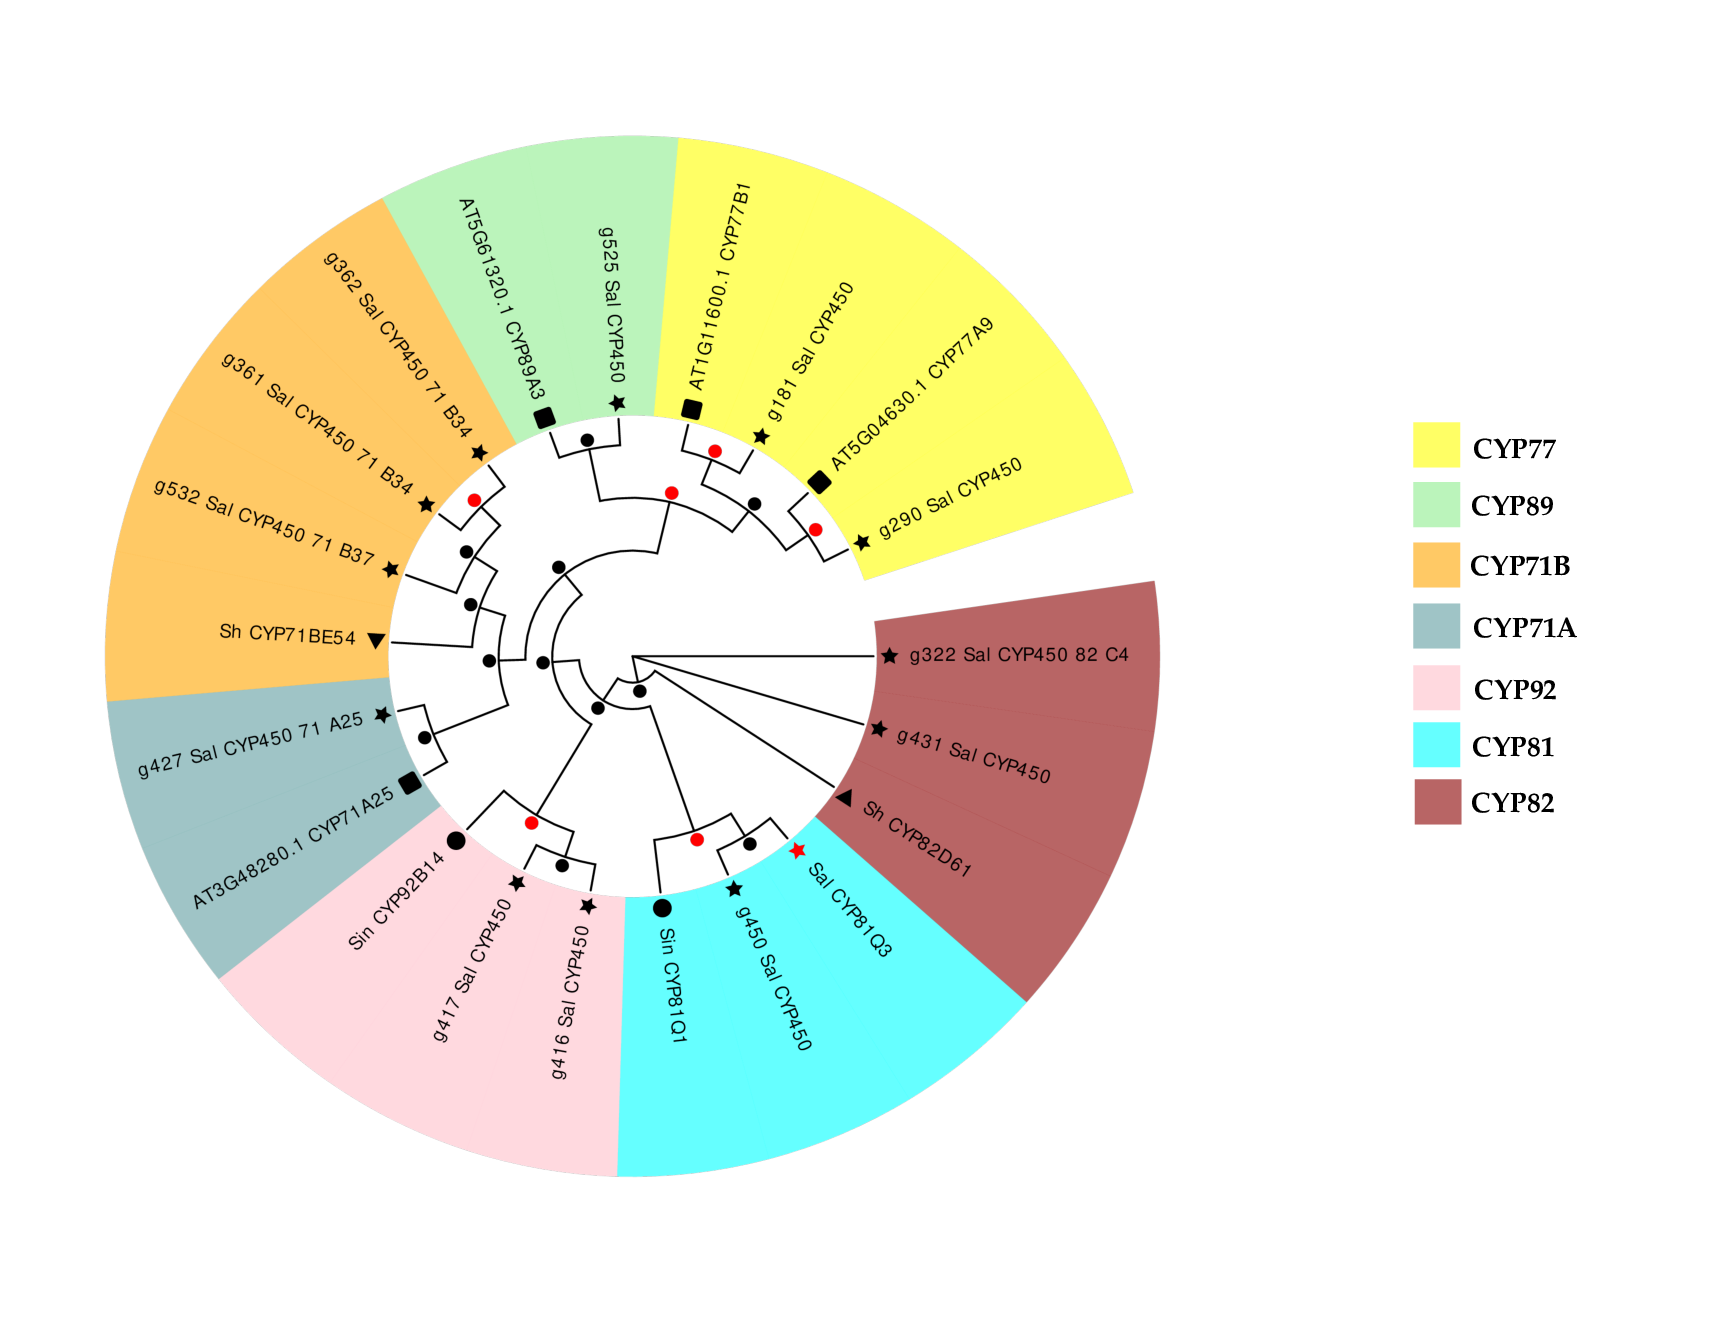 AT5G61320.1 CYP89A3
g525 Sal CYP450
AT1G11600.1 CYP77B1
g181 Sal CYP450
AT5G04630.1 CYP77A9
g290 Sal CYP450
g322 Sal CYP450 82 C4
g431 Sal CYP450
Sh CYP82D61
Sal CYP81Q3
g450 Sal CYP450
Sin CYP81Q1
g416 Sal CYP450
g417 Sal CYP450
Sin CYP92B14
AT3G48280.1 CYP71A25
g427 Sal CYP450 71 A25
Sh CYP71BE54
g532 Sal CYP450 71 B37
g361 Sal CYP450 71 B34
g362 Sal CYP450 71 B34
CYP77
CYP89
CYP71B
CYP71A
CYP92
CYP81
CYP82